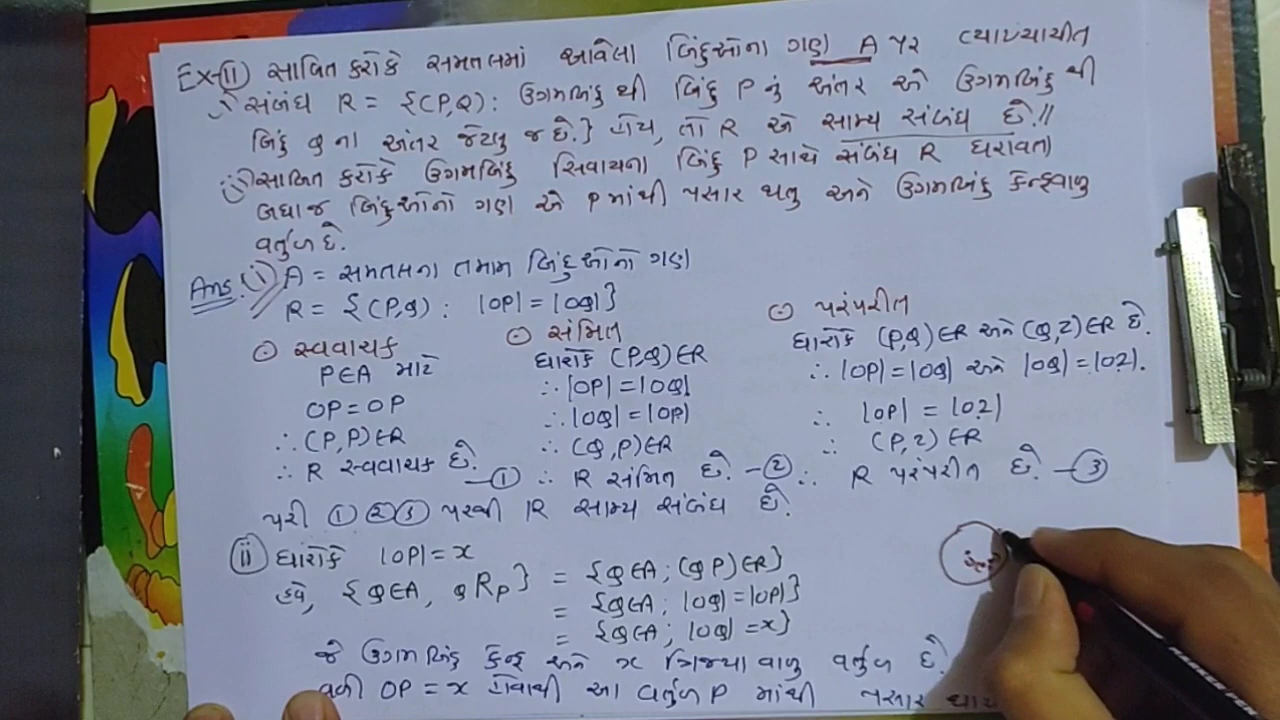 Ex-11) સાબિત કરોકે સમતલમાં આવેલા બિંદુઓના ગણ A પર વ્યાખ્યાયીત
i) સંબંધ R = {(P,Q): ઉગમબિંદુ થી બિંદુ P નું અંતર એ ઉગમબિંદુ થી
બિંદુ Q ના અંતર જેટલુ જ છે.} હોય, તો R એ સામ્ય સંબંધ છે.//
ii) સાબિત કરોકે ઉગમબિંદુ સિવાયના બિંદુ P સાથે સંબંધ R ધરાવતા
બધા જ બિંદુઓનો ગણ એ P માંથી પસાર થતુ અને ઉગમબિંદુ કેન્દ્રવાળુ
વર્તુળ છે.
Ans: (i) A = સમતલના તમામ બિંદુઓનો ગણ
R = {(P,Q): |OP| = |OQ|}
⊙ સ્વવાચક
P∈A માટે
OP = OP
∴ (P,P)∈R
∴ R સ્વવાચક છે. -①
⊙ સંમિત
ધારોકે (P,Q)∈R
∴ |OP| = |OQ|
∴ |OQ| = |OP|
∴ (Q,P)∈R
∴ R સંમિત છે. -②
⊙ પરંપરીત
ધારોકે (P,Q)∈R અને (Q,Z)∈R છે.
∴ |OP| = |OQ| અને |OQ| = |OZ|.
∴ |OP| = |OZ|
∴ (P,Z)∈R
∴ R પરંપરીત છે. -③
પરી ① ② ③ પરથી R સામ્ય સંબંધ છે.
(ii) ધારોકે |OP| = x
હવે, {Q∈A, QRP} = {Q∈A; (Q P)∈R}
= {Q∈A; |OQ| = |OP|}
= {Q∈A; |OQ| = x}
જે ઉગમબિંદુ કેન્દ્ર અને x ત્રિજ્યા વાળુ વર્તુળ છે.
વળી OP = x હોવાથી આ વર્તુળ P માંથી પસાર થાય